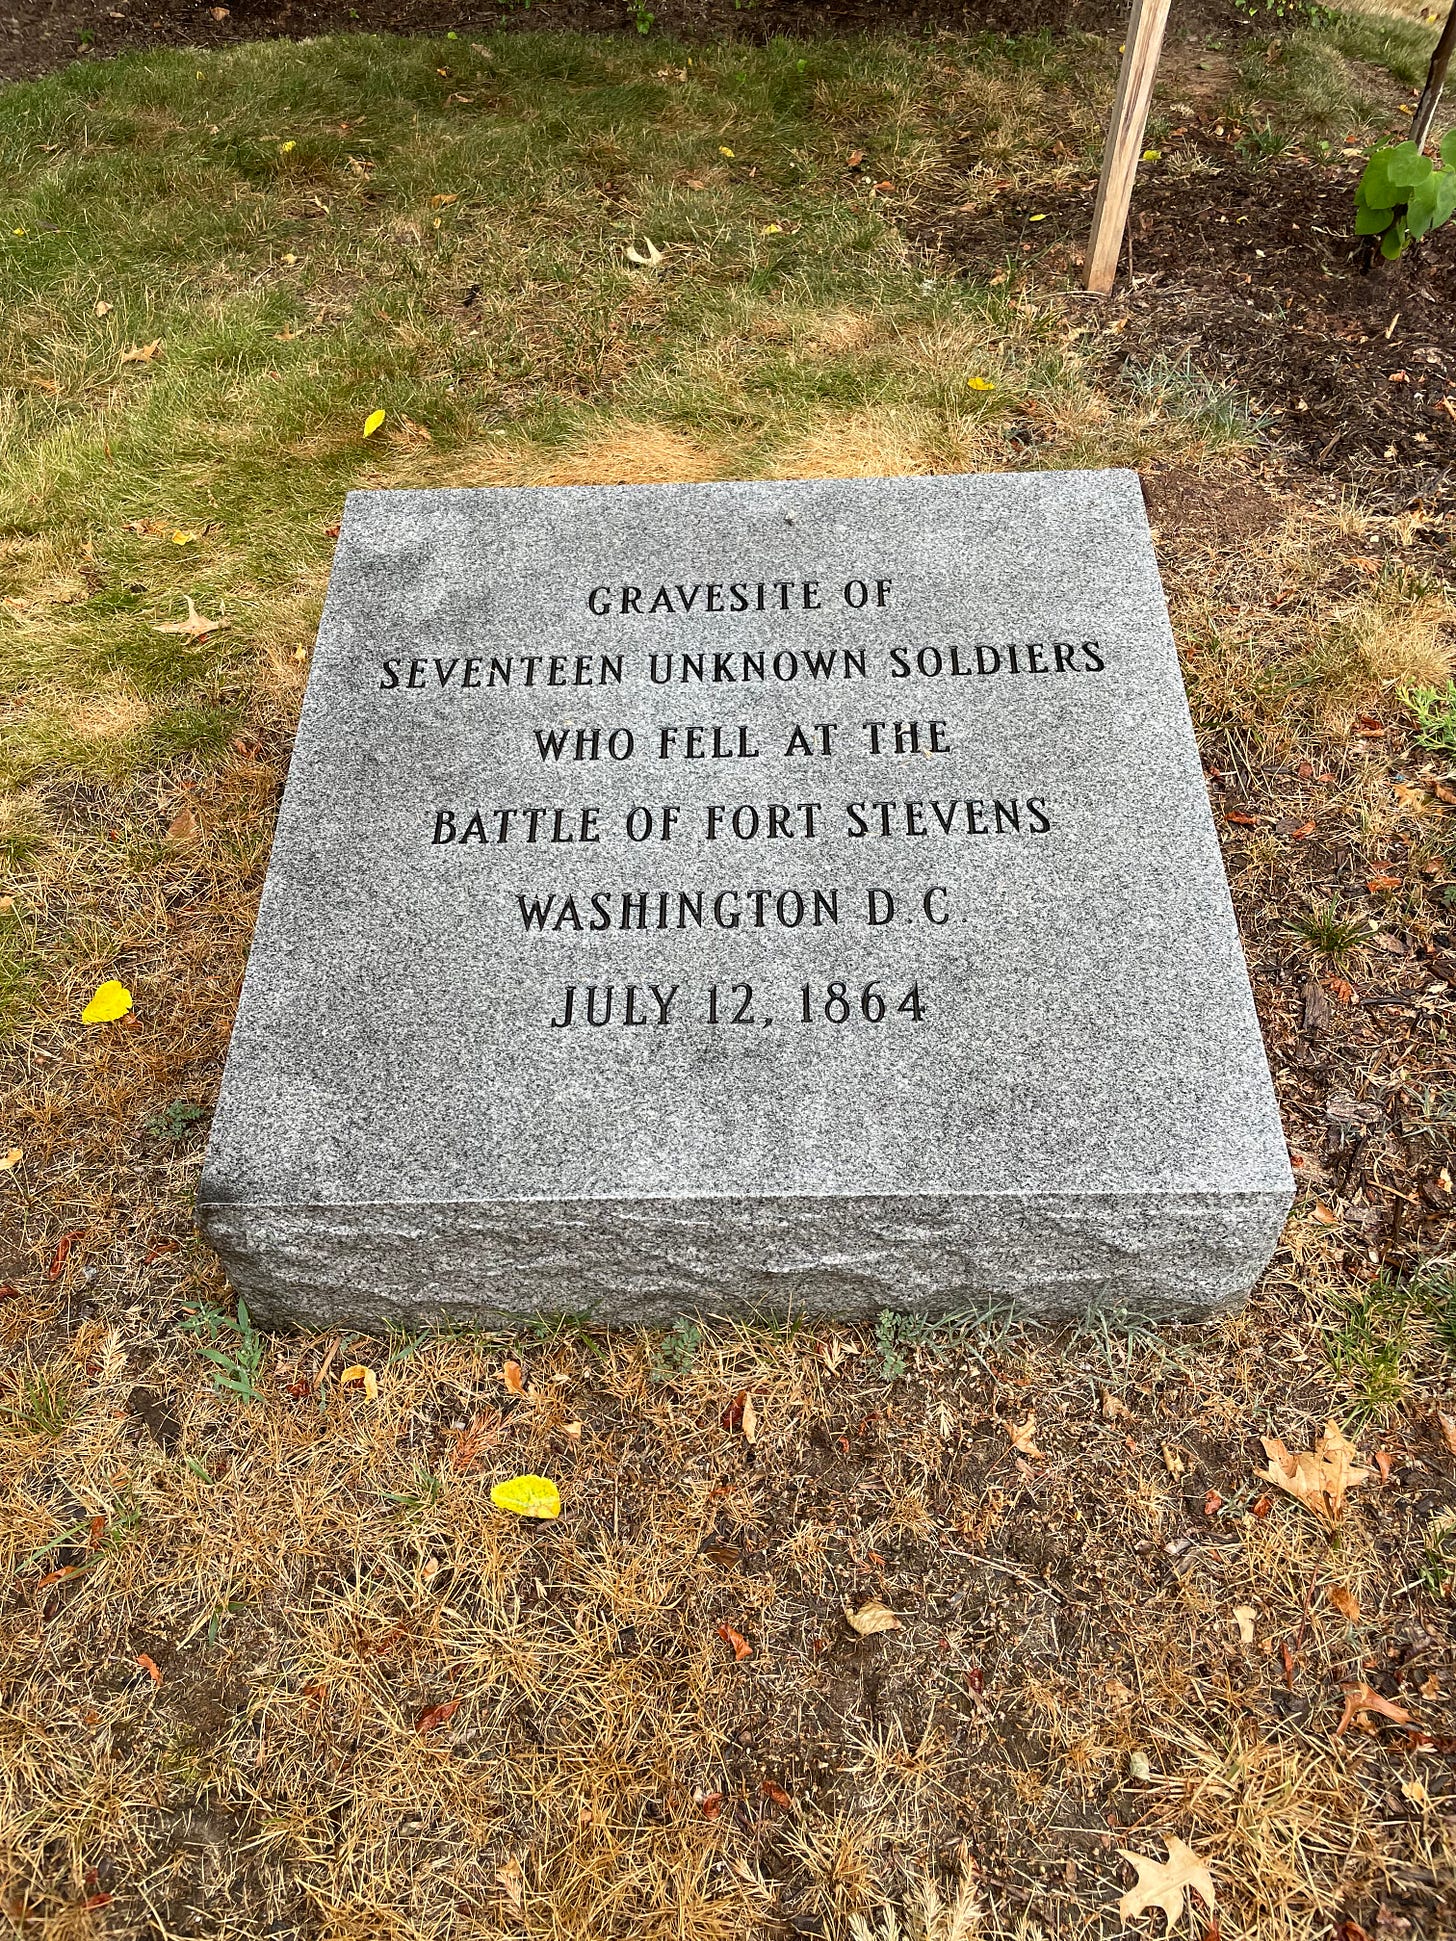 GRAVESITE OF
SEVENTEEN UNKNOWN SOLDIERS
WHO FELL AT THE
BATTLE OF FORT STEVENS
WASHINGTON D.C.
JULY 12, 1864